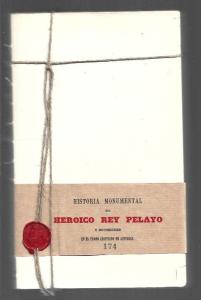 HISTORIA MONUMENTAL
DEL
HEROICO REY PELAYO
Y SUCESORES
EN EL TRONO CRISTIANO DE ASTURIAS.
174